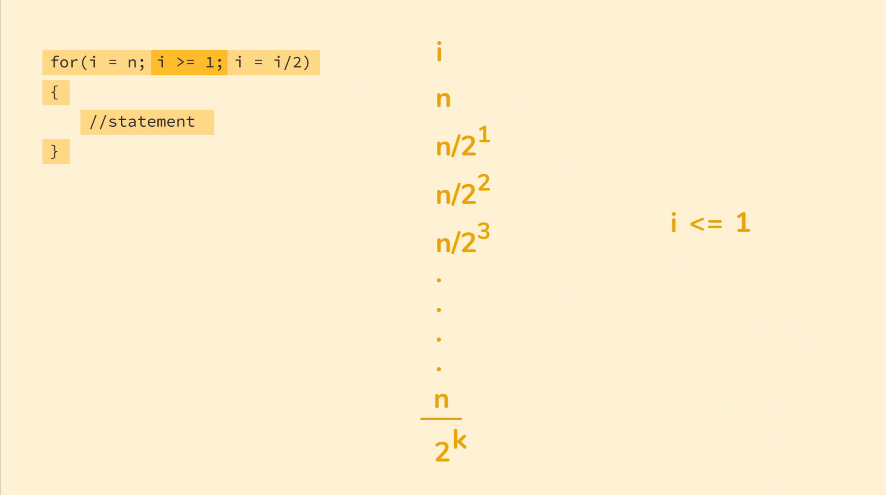 for(i = n; i >= 1; i = i/2)
{
//statement
}
i
n
n/2¹
n/2²
n/2³
.
.
.
.
n
2ᵏ
i <= 1